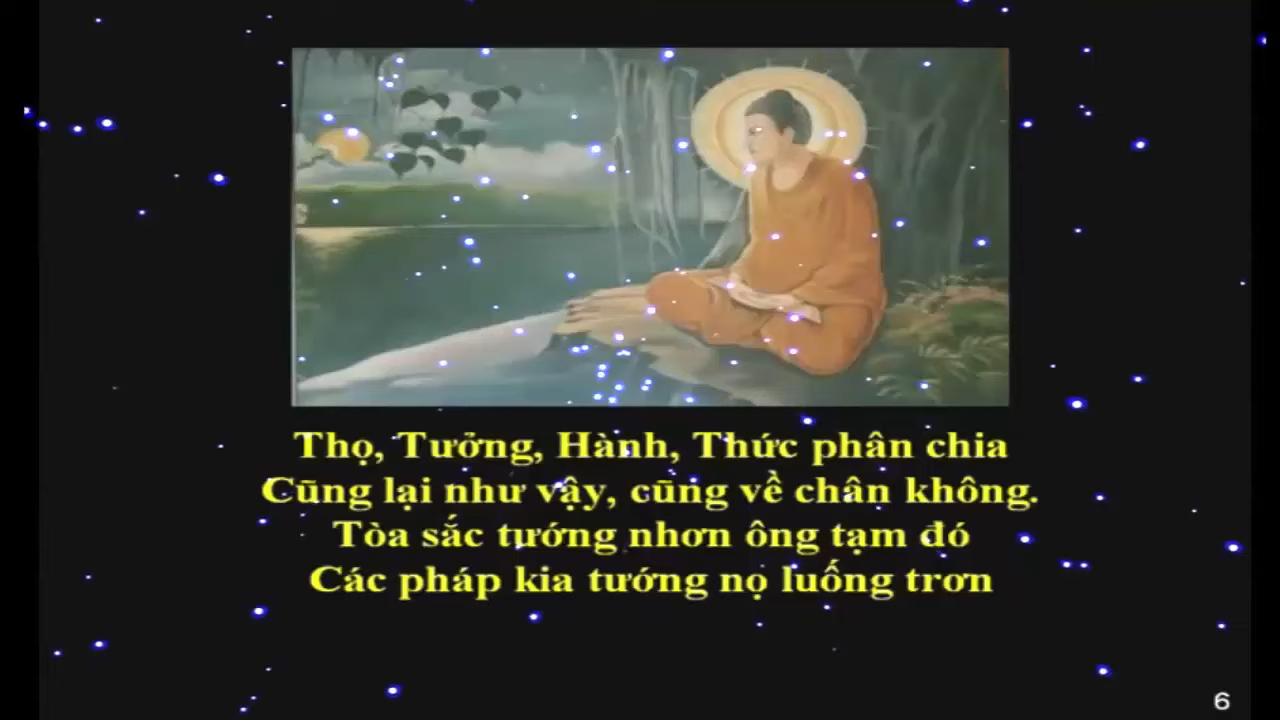 Thọ, Tưởng, Hành, Thức phân chia
Cũng lại như vậy, cũng về chân không.
Tòa sắc tướng nhơn ông tạm đó
Các pháp kia tướng nọ luống trơn
6